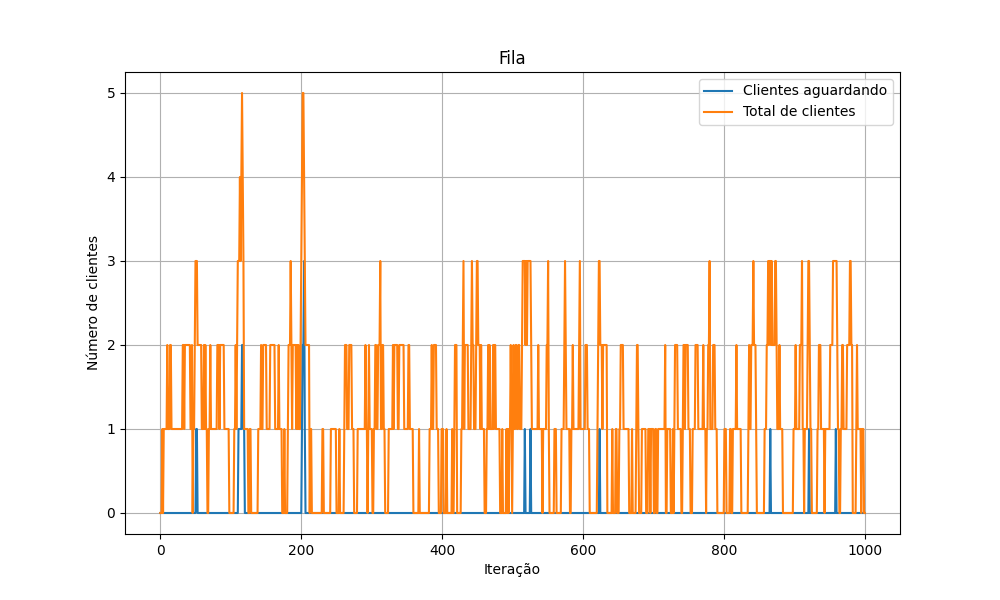 Fila
Clientes aguardando
Total de clientes
Número de clientes
5
4
3
2
1
0
0 200 400 600 800 1000
Iteração